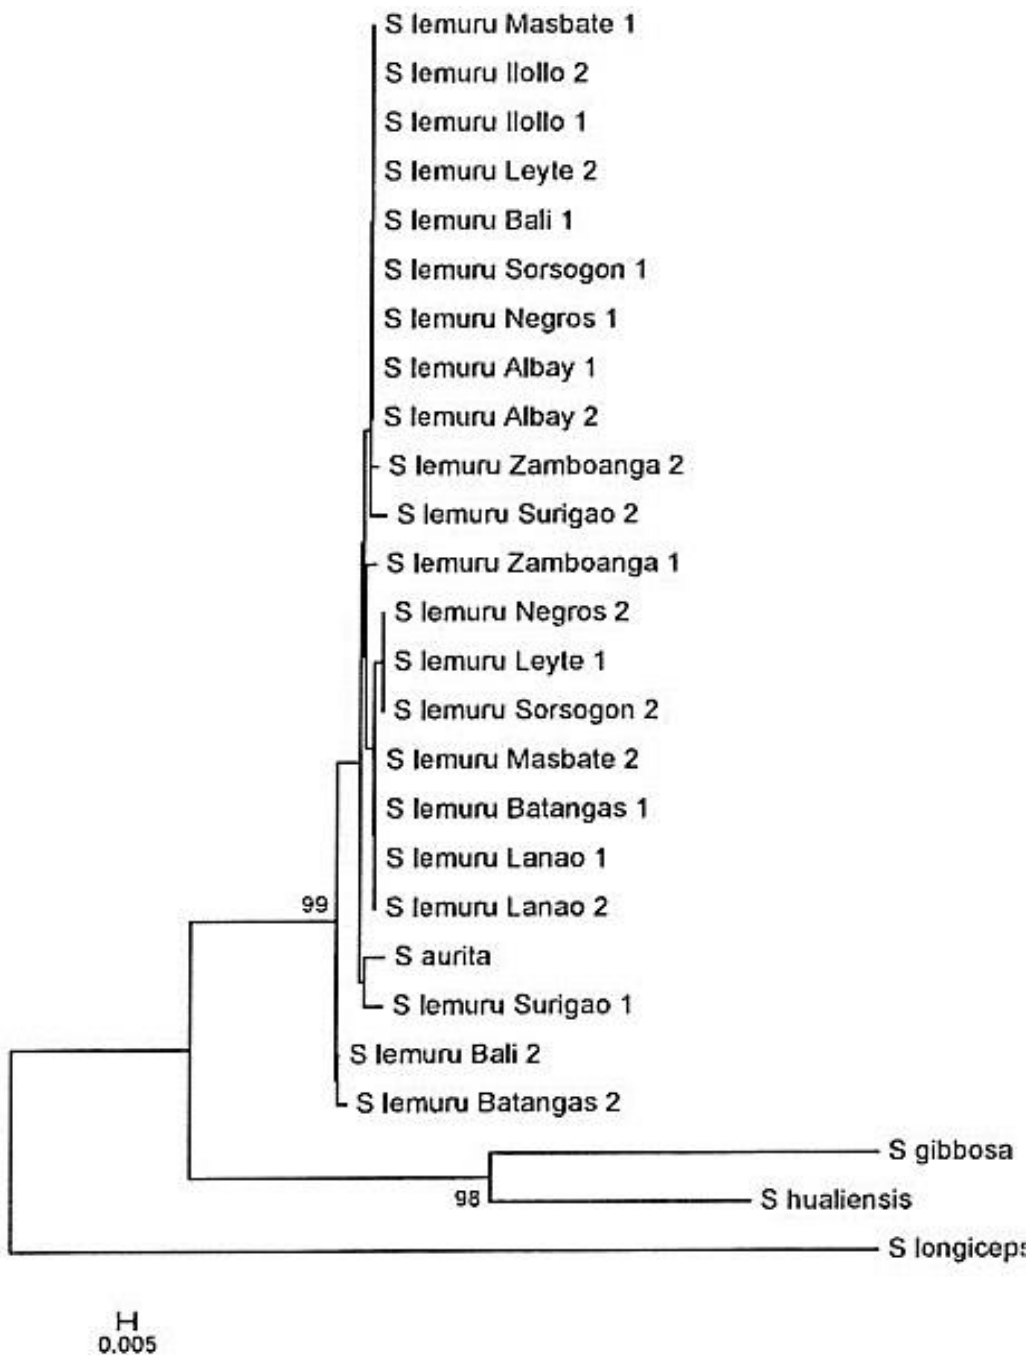 S lemuru Masbate 1
S lemuru Ilollo 2
S lemuru Ilollo 1
S lemuru Leyte 2
S lemuru Bali 1
S lemuru Sorsogon 1
S lemuru Negros 1
S lemuru Albay 1
S lemuru Albay 2
S lemuru Zamboanga 2
S lemuru Surigao 2
S lemuru Zamboanga 1
S lemuru Negros 2
S lemuru Leyte 1
S lemuru Sorsogon 2
S lemuru Masbate 2
S lemuru Batangas 1
S lemuru Lanao 1
S lemuru Lanao 2
99
S aurita
S lemuru Surigao 1
S lemuru Bali 2
S lemuru Batangas 2
S gibbosa
98
S hualiensis
S longiceps
0.005